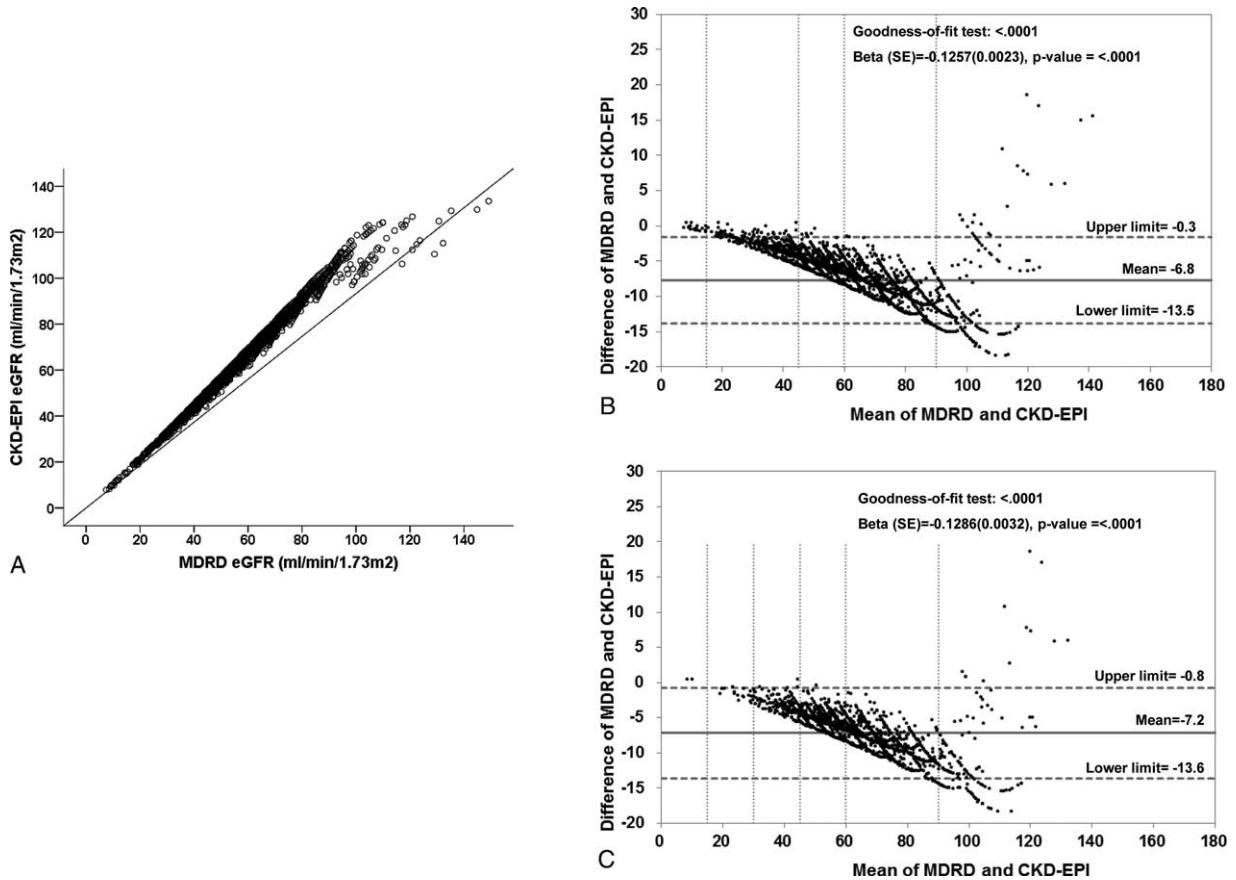 CKD-EPI eGFR (ml/min/1.73m2)
140
120
100
80
60
40
20
0
0 20 40 60 80 100 120 140
MDRD eGFR (ml/min/1.73m2)
A
Difference of MDRD and CKD-EPI
30
25
20
15
10
5
0
-5
-10
-15
-20
Goodness-of-fit test: <.0001
Beta (SE)=-0.1257(0.0023), p-value = <.0001
Upper limit= -0.3
Mean= -6.8
Lower limit= -13.5
0 20 40 60 80 100 120 140 160 180
Mean of MDRD and CKD-EPI
B
Difference of MDRD and CKD-EPI
30
25
20
15
10
5
0
-5
-10
-15
-20
Goodness-of-fit test: <.0001
Beta (SE)=-0.1286(0.0032), p-value =<.0001
Upper limit= -0.8
Mean=-7.2
Lower limit= -13.6
0 20 40 60 80 100 120 140 160 180
Mean of MDRD and CKD-EPI
C